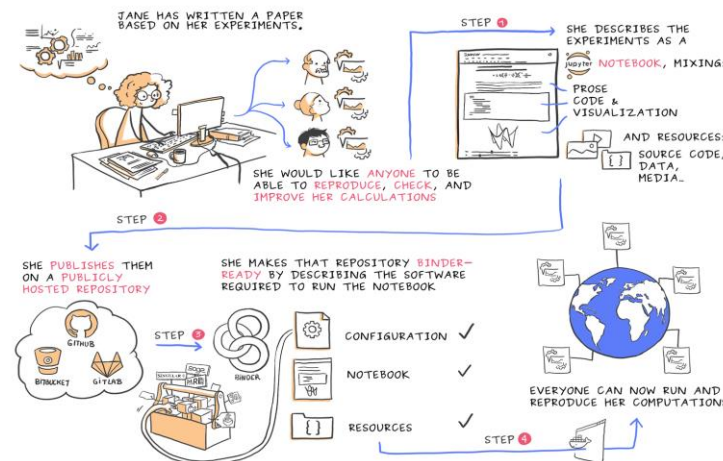 JANE HAS WRITTEN A PAPER
BASED ON HER EXPERIMENTS.
SHE WOULD LIKE ANYONE TO BE
ABLE TO REPRODUCE, CHECK, AND
IMPROVE HER CALCULATIONS
STEP 1
SHE DESCRIBES THE
EXPERIMENTS AS A
jupyter NOTEBOOK, MIXING:
PROSE
CODE &
VISUALIZATION
AND RESOURCES:
SOURCE CODE,
DATA,
MEDIA…
STEP 2
SHE PUBLISHES THEM
ON A PUBLICLY
HOSTED REPOSITORY
GITHUB
BITBUCKET
GITLAB
STEP 3
SHE MAKES THAT REPOSITORY BINDER-
READY BY DESCRIBING THE SOFTWARE
REQUIRED TO RUN THE NOTEBOOK
BINDER
CONFIGURATION
NOTEBOOK
{ } RESOURCES
STEP 4
EVERYONE CAN NOW RUN AND
REPRODUCE HER COMPUTATION